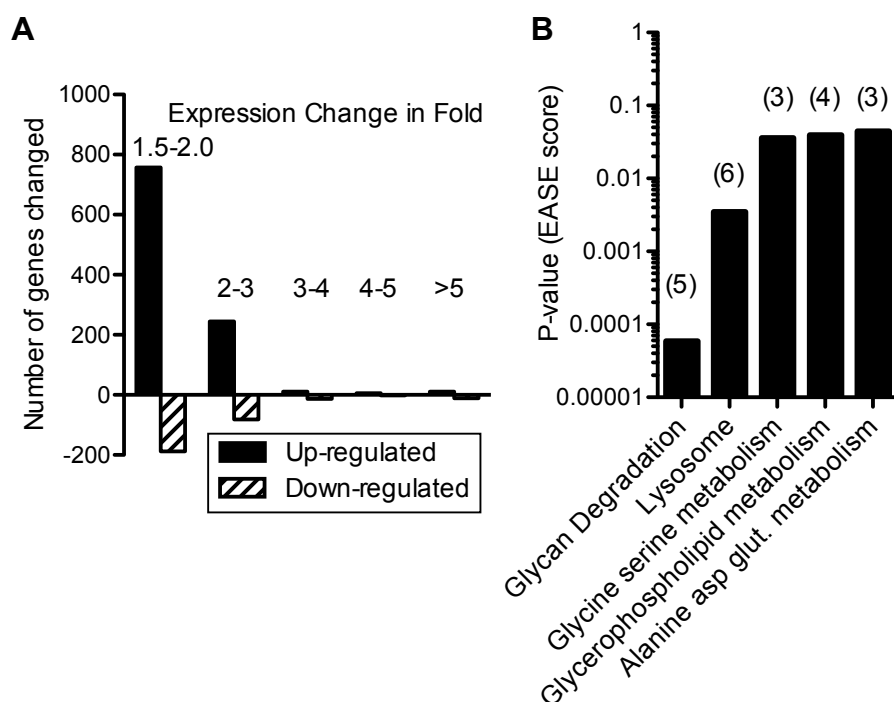 A
Number of genes changed
1000
800
600
400
200
0
-200
Expression Change in Fold
1.5-2.0
2-3
3-4
4-5
>5
Up-regulated
Down-regulated
B
P-value (EASE score)
1
0.1
0.01
0.001
0.0001
0.00001
(5)
(6)
(3)
(4)
(3)
Glycan Degradation
Lysosome
Glycine serine metabolism
Glycerophospholipid metabolism
Alanine asp glut. metabolism